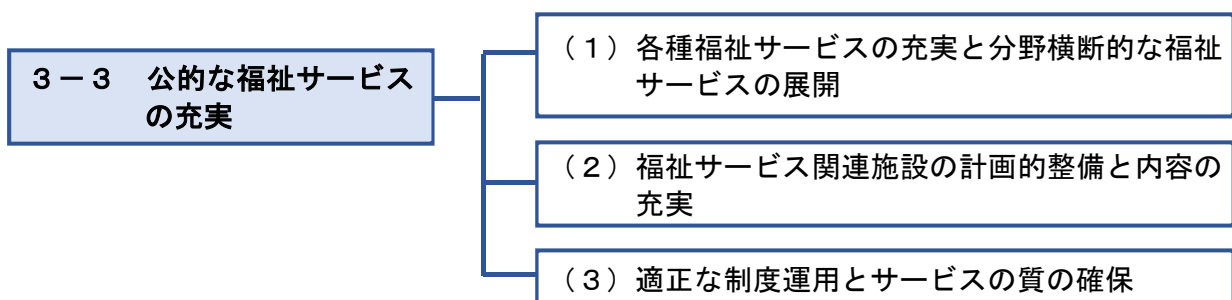 ３－３　公的な福祉サービス
の充実
（１）各種福祉サービスの充実と分野横断的な福祉
サービスの展開
（２）福祉サービス関連施設の計画的整備と内容の
充実
（３）適正な制度運用とサービスの質の確保